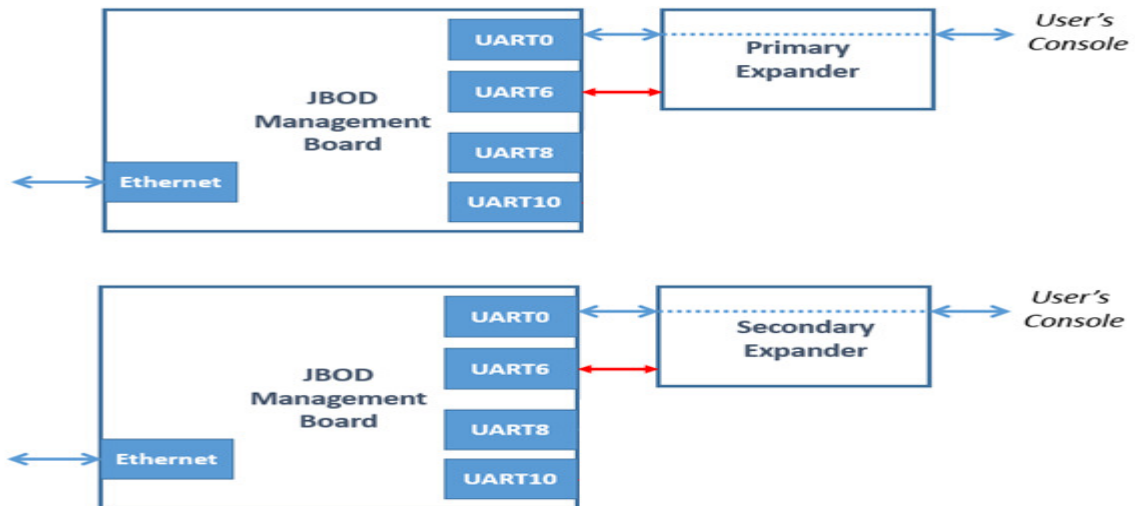 UART0
User's
Console
Primary
Expander
UART6
JBOD
Management
Board
UART8
Ethernet
UART10
UART0
User's
Console
Secondary
Expander
UART6
JBOD
Management
Board
UART8
Ethernet
UART10